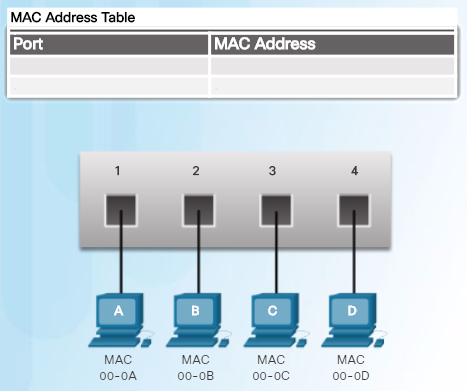 MAC Address Table
Port MAC Address
1 2 3 4
A B C D
MAC MAC MAC MAC
00-0A 00-0B 00-0C 00-0D